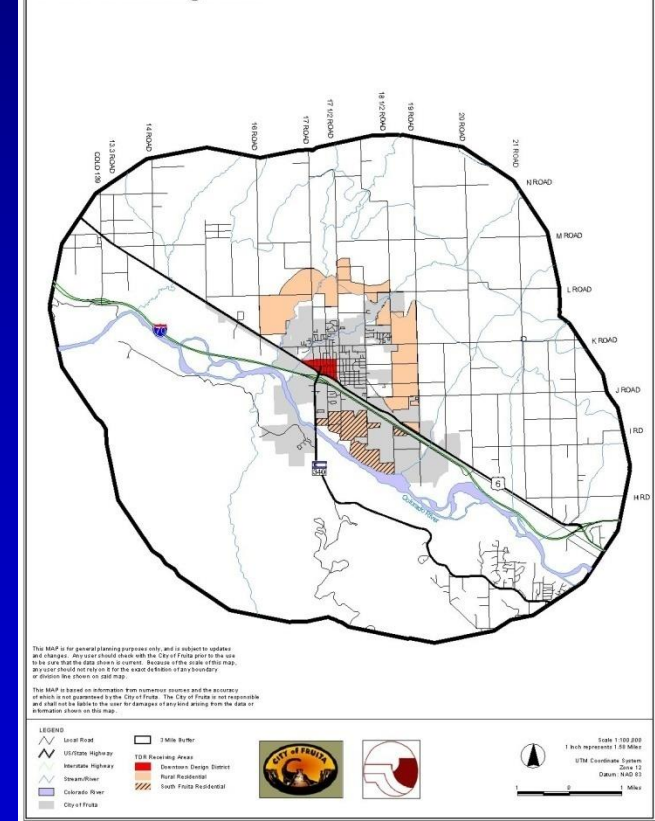 COLO 139
13.3 ROAD
14 ROAD
16 ROAD
17 ROAD
17 1/2 ROAD
18 1/2 ROAD
19 ROAD
20 ROAD
21 ROAD
N ROAD
M ROAD
L ROAD
K ROAD
J ROAD
I RD
H RD
70
340
6
Colorado River
This MAP is for general planning purposes only, and is subject to updates
and changes. Any user should check with the City of Fruita prior to the use
to be sure that the data shown is current. Because of the scale of this map,
any user should not rely on it for the exact definition of any boundary
or division line shown on said map.
This MAP is based on information from numerous sources and the accuracy
of which is not guaranteed by the City of Fruita. The City of Fruita is not responsible
and shall not be liable to the user for damages of any kind arising from the data or
information shown on this map.
LEGEND
Local Road
US/State Highway
Interstate Highway
Stream/River
Colorado River
City of Fruita
3 Mile Buffer
TDR Receiving Areas
Downtown Design District
Rural Residential
South Fruita Residential
CITY of FRUITA
Scale 1:100,000
1 Inch represents 1.58 Miles
UTM Coordinate System
Zone 12
Datum: NAD 83
1 0 1 Miles